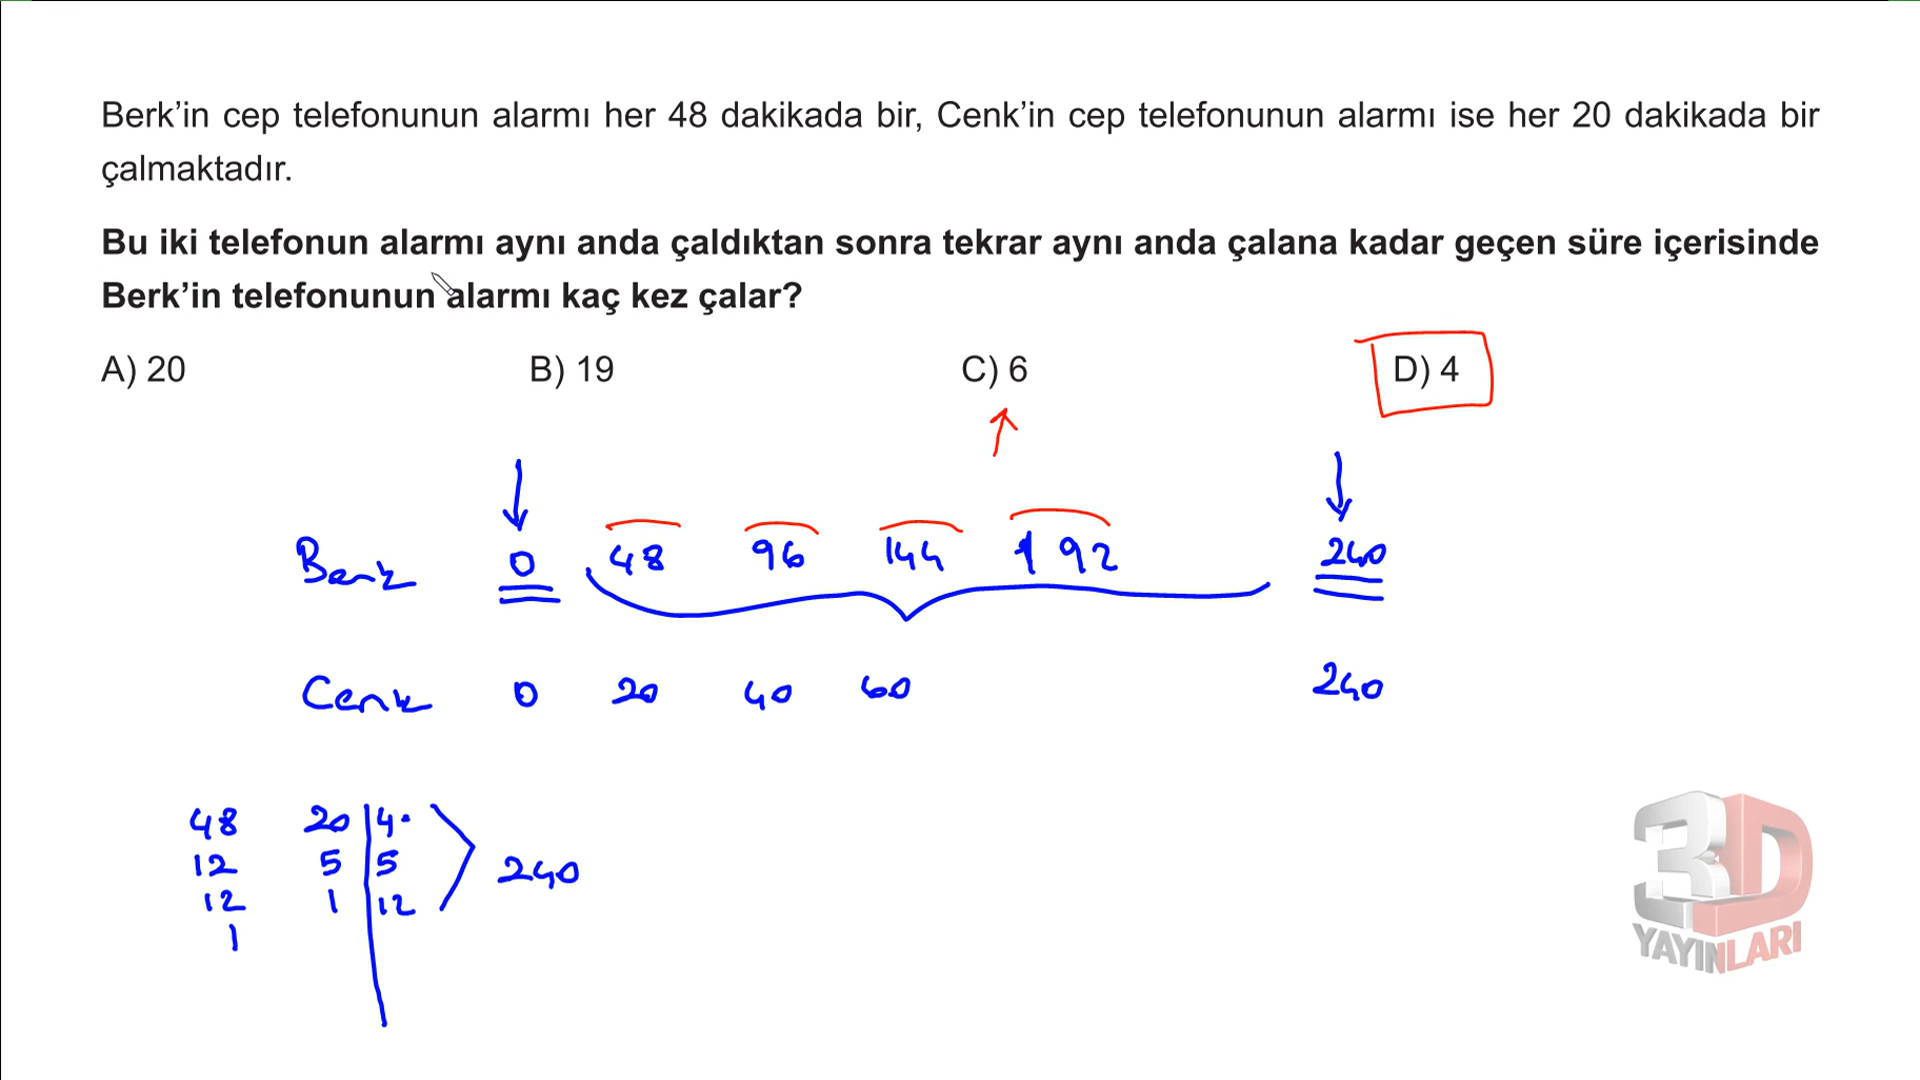 Berk’in cep telefonunun alarmı her 48 dakikada bir, Cenk’in cep telefonunun alarmı ise her 20 dakikada bir
çalmaktadır.
Bu iki telefonun alarmı aynı anda çaldıktan sonra tekrar aynı anda çalana kadar geçen süre içerisinde
Berk’in telefonunun alarmı kaç kez çalar?
A) 20 B) 19 C) 6 D) 4
Berk 0 48 96 144 192 240
Cenk 0 20 40 60 240
48 20 4
12 5 5 240
12 1 12
1
3D
YAYINLARI